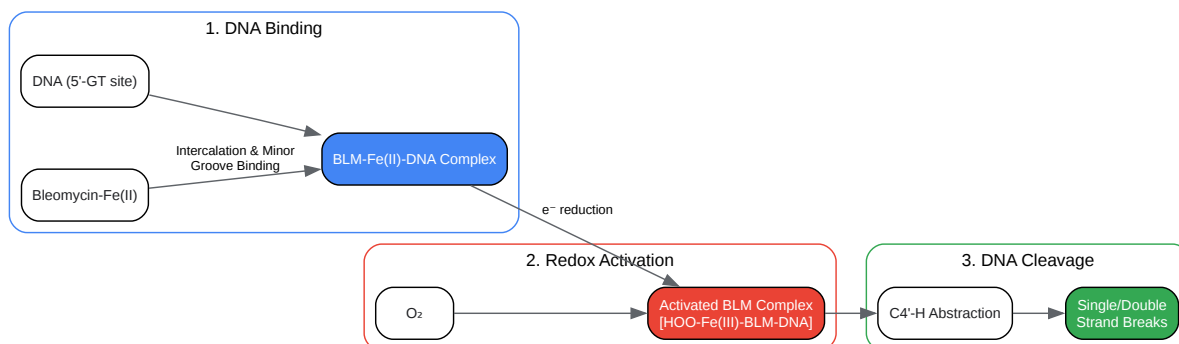 1. DNA Binding
DNA (5'-GT site)
Intercalation & Minor
Groove Binding
BLM-Fe(II)-DNA Complex
Bleomycin-Fe(II)
e⁻ reduction
2. Redox Activation
3. DNA Cleavage
O₂
Activated BLM Complex
[HOO-Fe(III)-BLM-DNA]
C4'-H Abstraction
Single/Double
Strand Breaks